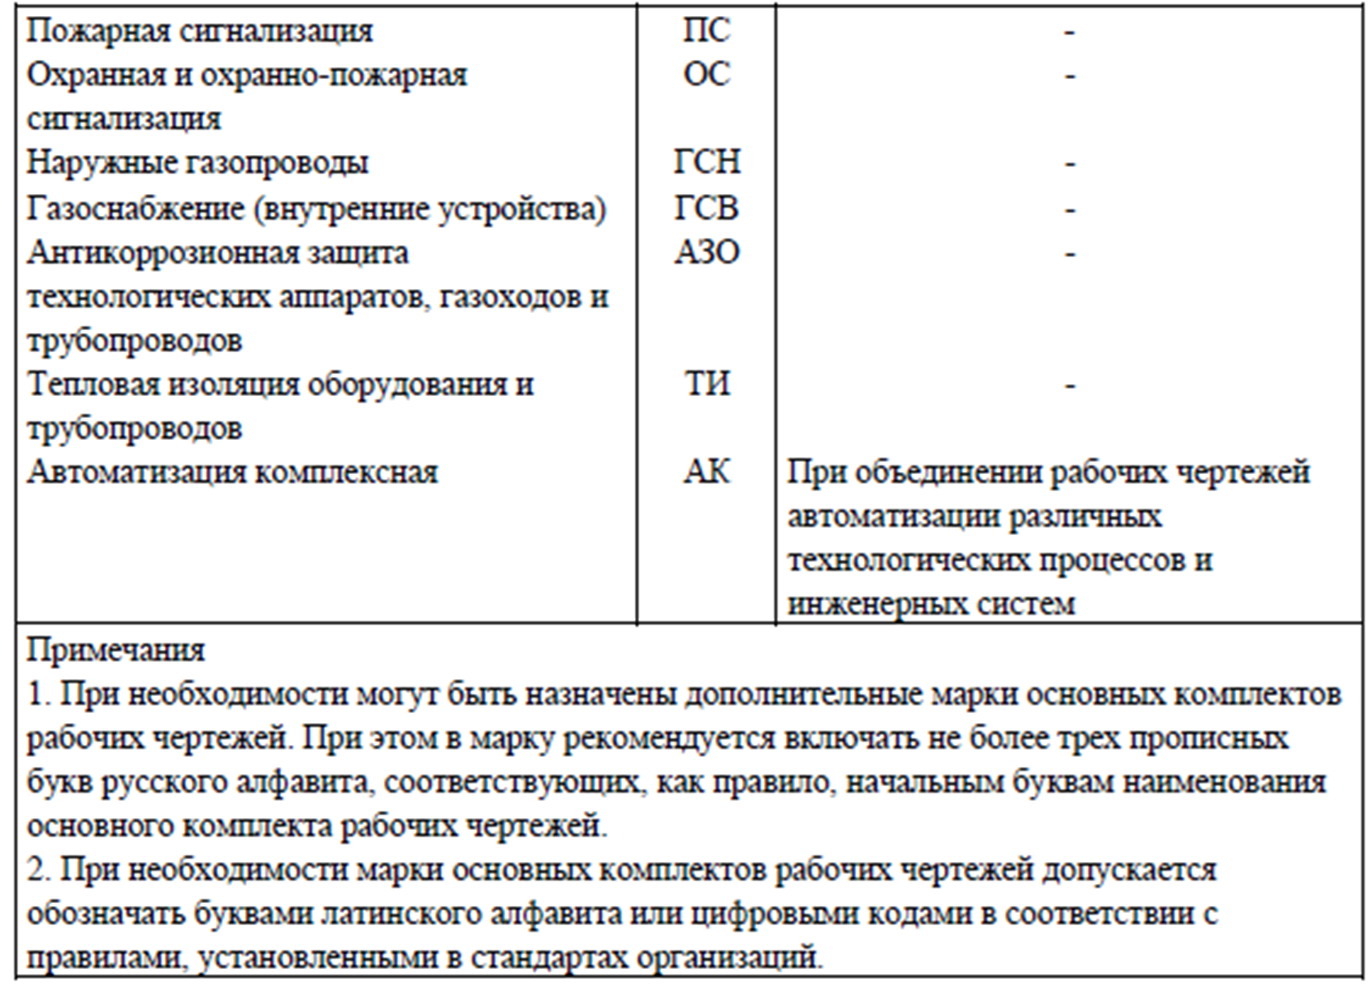 Пожарная сигнализация ПС -
Охранная и охранно-пожарная ОС -
сигнализация
Наружные газопроводы ГСН -
Газоснабжение (внутренние устройства) ГСВ -
Антикоррозионная защита АЗО -
технологических аппаратов, газоходов и
трубопроводов
Тепловая изоляция оборудования и ТИ -
трубопроводов
Автоматизация комплексная АК При объединении рабочих чертежей
автоматизации различных
технологических процессов и
инженерных систем
Примечания
1. При необходимости могут быть назначены дополнительные марки основных комплектов
рабочих чертежей. При этом в марку рекомендуется включать не более трех прописных
букв русского алфавита, соответствующих, как правило, начальным буквам наименования
основного комплекта рабочих чертежей.
2. При необходимости марки основных комплектов рабочих чертежей допускается
обозначать буквами латинского алфавита или цифровыми кодами в соответствии с
правилами, установленными в стандартах организаций.